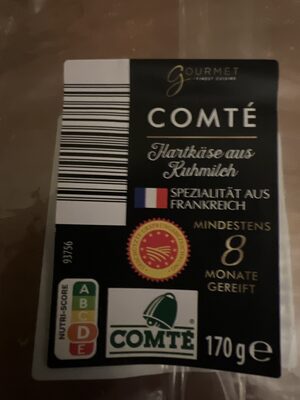 GOURMET
FINEST CUISINE
COMTÉ
Hartkäse aus
Kuhmilch
SPEZIALITÄT AUS
FRANKREICH
MINDESTENS
8
MONATE
GEREIFT
93756
NUTRI-SCORE
A
B
C
D
E
COMTÉ
170 g e